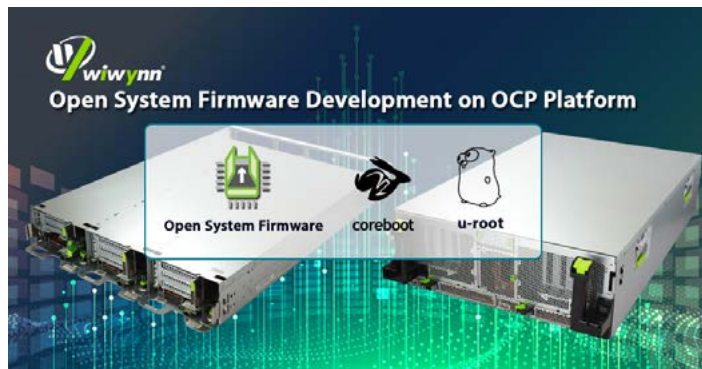 wiwynn®
Open System Firmware Development on OCP Platform
Open System Firmware
coreboot
u-root